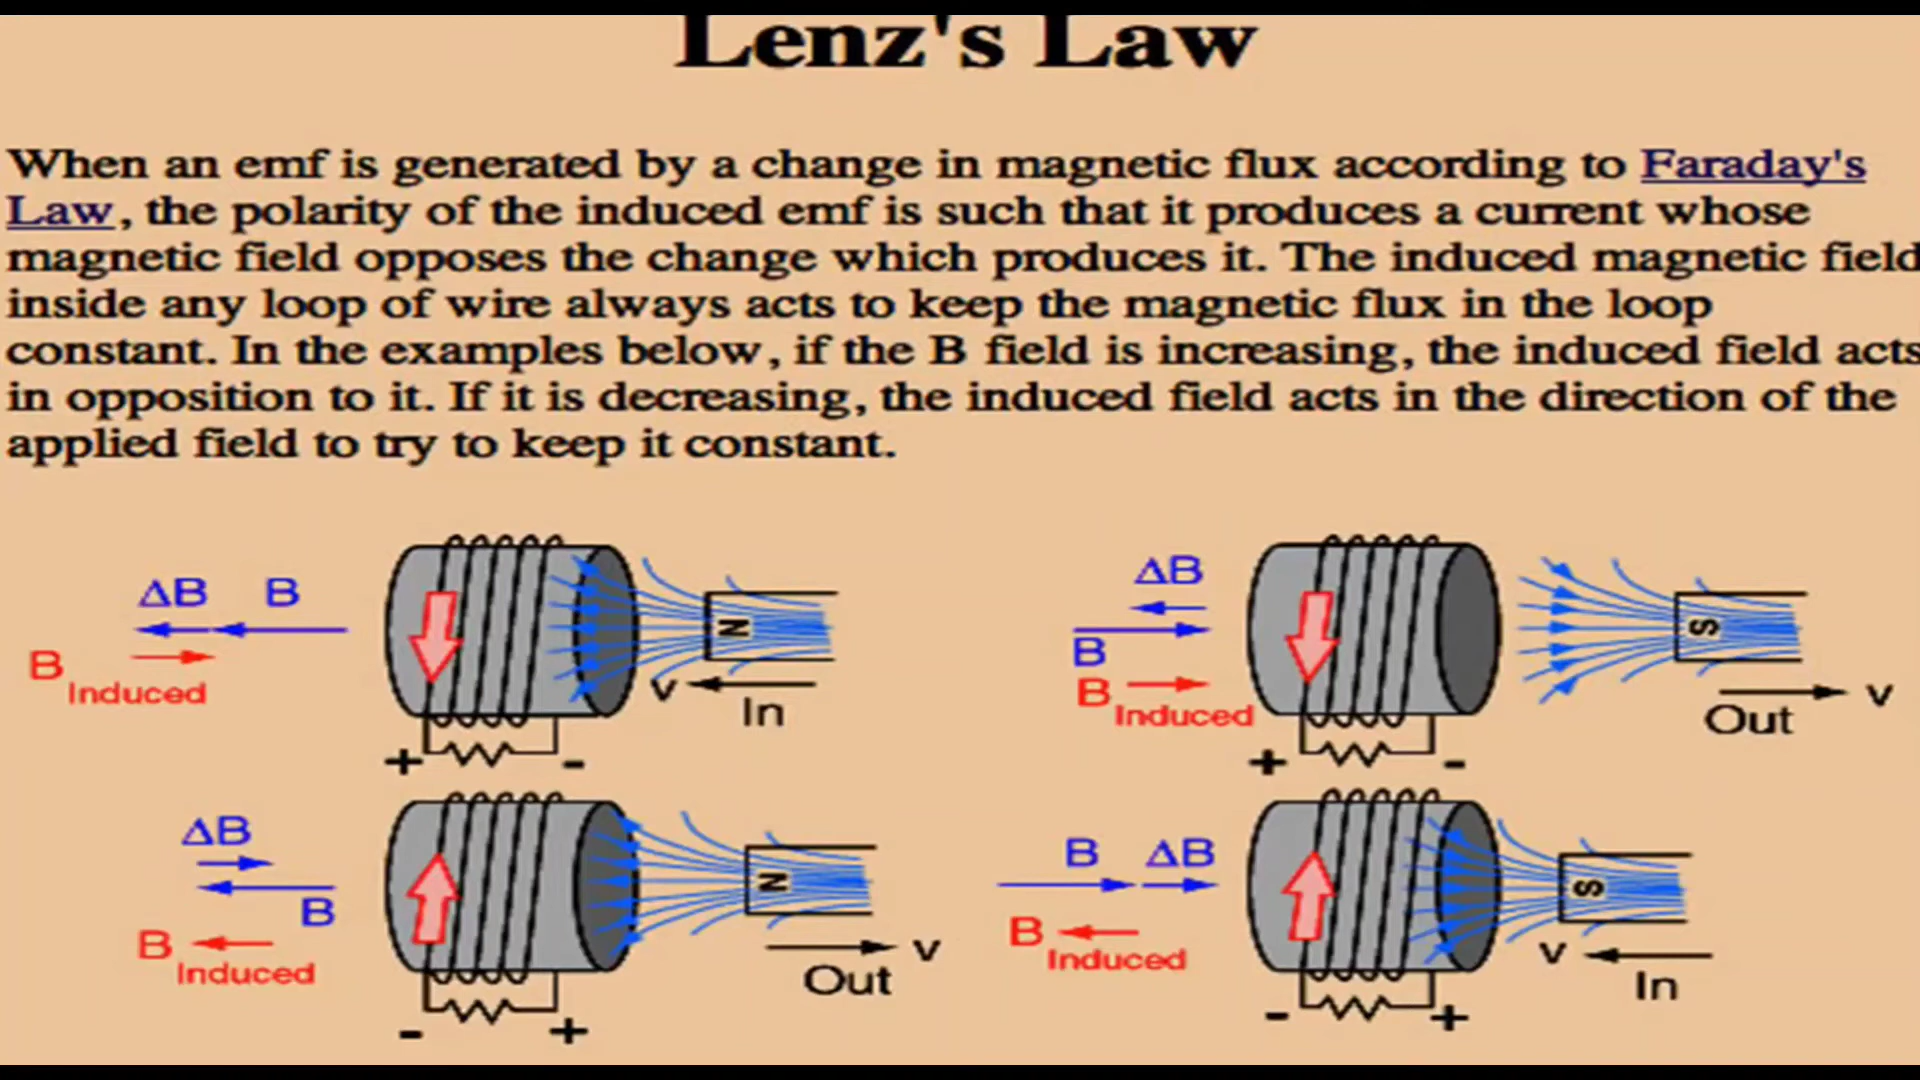 Lenz's Law
When an emf is generated by a change in magnetic flux according to Faraday's
Law, the polarity of the induced emf is such that it produces a current whose
magnetic field opposes the change which produces it. The induced magnetic field
inside any loop of wire always acts to keep the magnetic flux in the loop
constant. In the examples below, if the B field is increasing, the induced field acts
in opposition to it. If it is decreasing, the induced field acts in the direction of the
applied field to try to keep it constant.
ΔB B
B Induced
N
v
In
+ -
ΔB
B
B Induced
S
v
Out
+ -
ΔB
B
B Induced
N
v
Out
- +
B ΔB
B Induced
S
v
In
- +